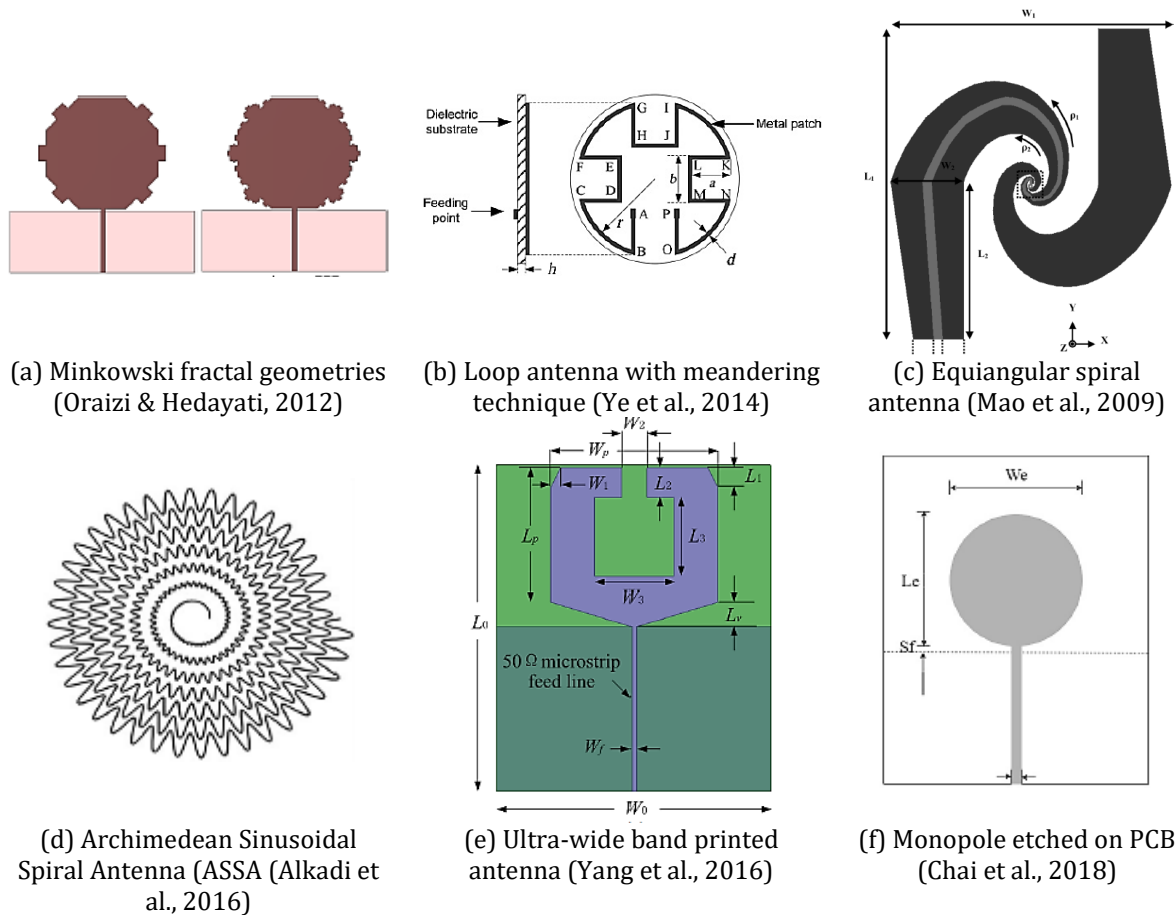 Dielectric
substrate
Feeding
point
h
G I
H J
F E
C D
L K
M N
A P
B O
b
a
r
d
Metal patch
W₁
ρ₁
ρ₂
W₂
L₁
L₂
Y
Z X
(a) Minkowski fractal geometries
(Oraizi & Hedayati, 2012)
(b) Loop antenna with meandering
technique (Ye et al., 2014)
(c) Equiangular spiral
antenna (Mao et al., 2009)
W₂
Wₚ
W₁
L₂
L₁
Lₚ
L₃
W₃
Lᵥ
L₀
50 Ω microstrip
feed line
W_f
W₀
We
Le
Sf
(d) Archimedean Sinusoidal
Spiral Antenna (ASSA (Alkadi et
al., 2016)
(e) Ultra-wide band printed
antenna (Yang et al., 2016)
(f) Monopole etched on PCB
(Chai et al., 2018)